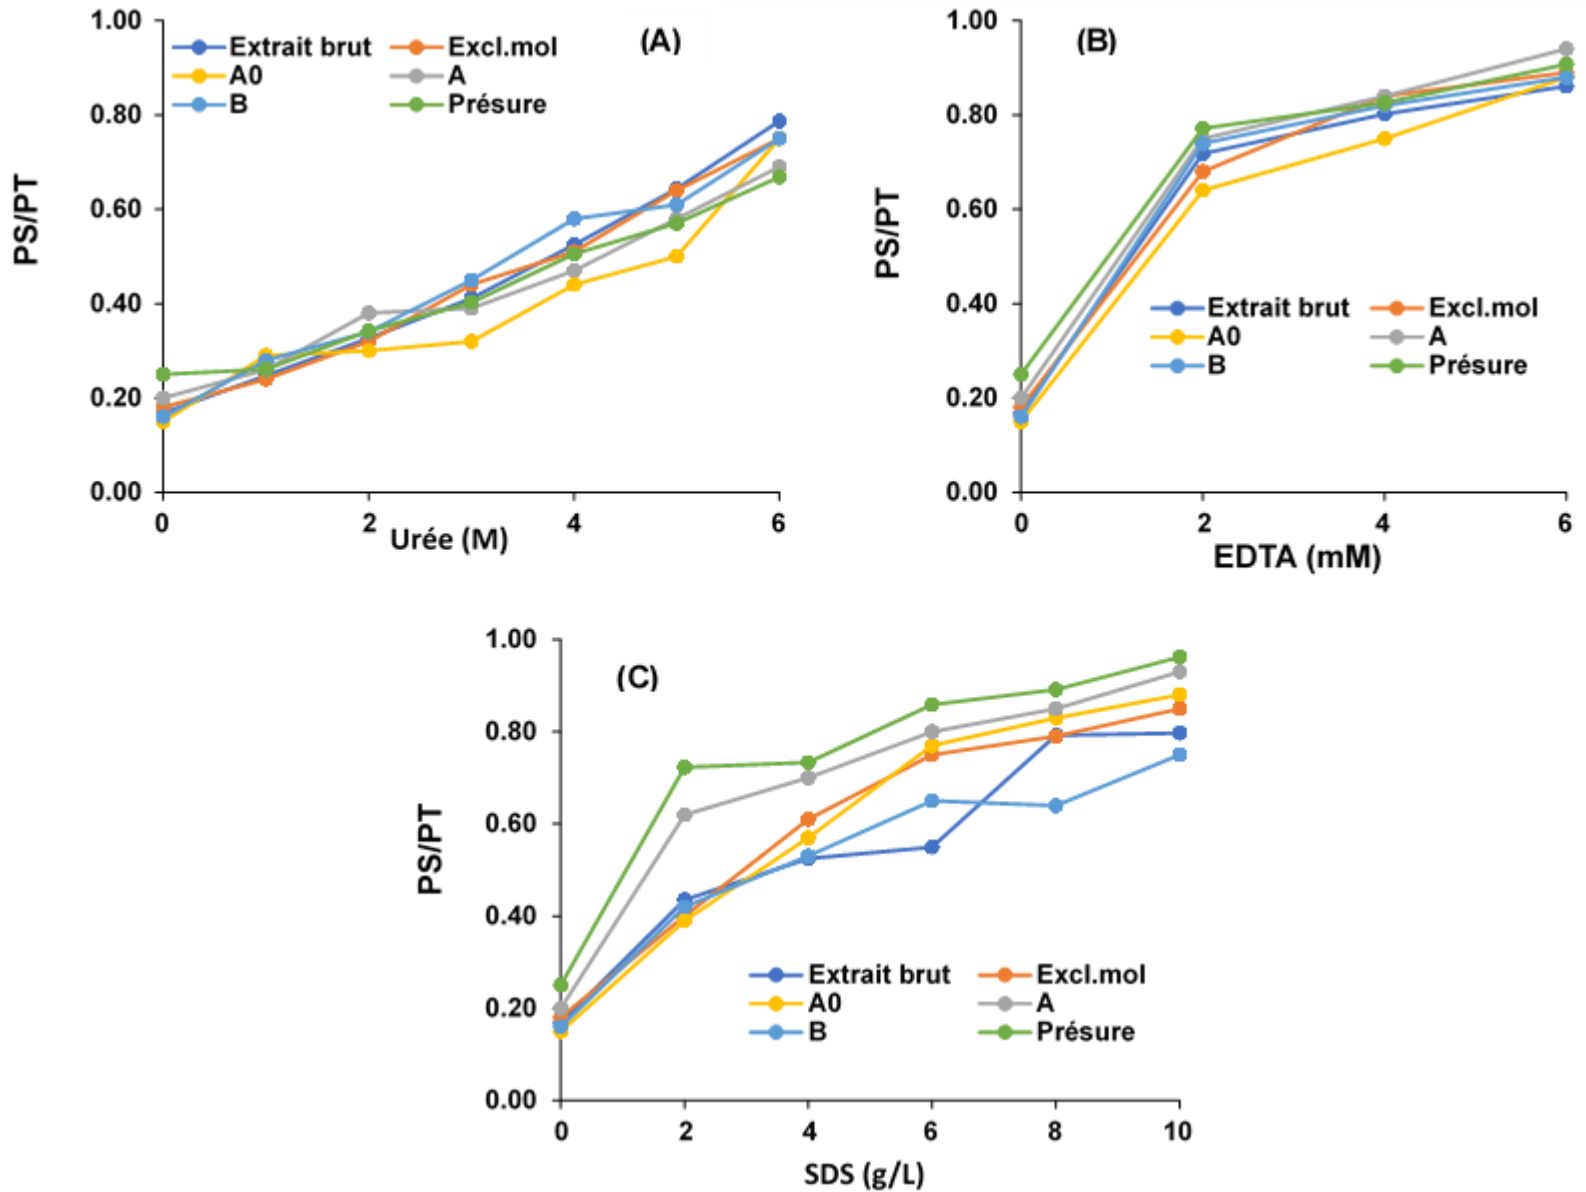 (A)
1.00
0.80
0.60
0.40
0.20
0.00
PS/PT
Extrait brut Excl.mol
A0 A
B Présure
0 2 4 6
Urée (M)
(B)
1.00
0.80
0.60
0.40
0.20
0.00
PS/PT
Extrait brut Excl.mol
A0 A
B Présure
0 2 4 6
EDTA (mM)
(C)
1.00
0.80
0.60
0.40
0.20
0.00
PS/PT
Extrait brut Excl.mol
A0 A
B Présure
0 2 4 6 8 10
SDS (g/L)